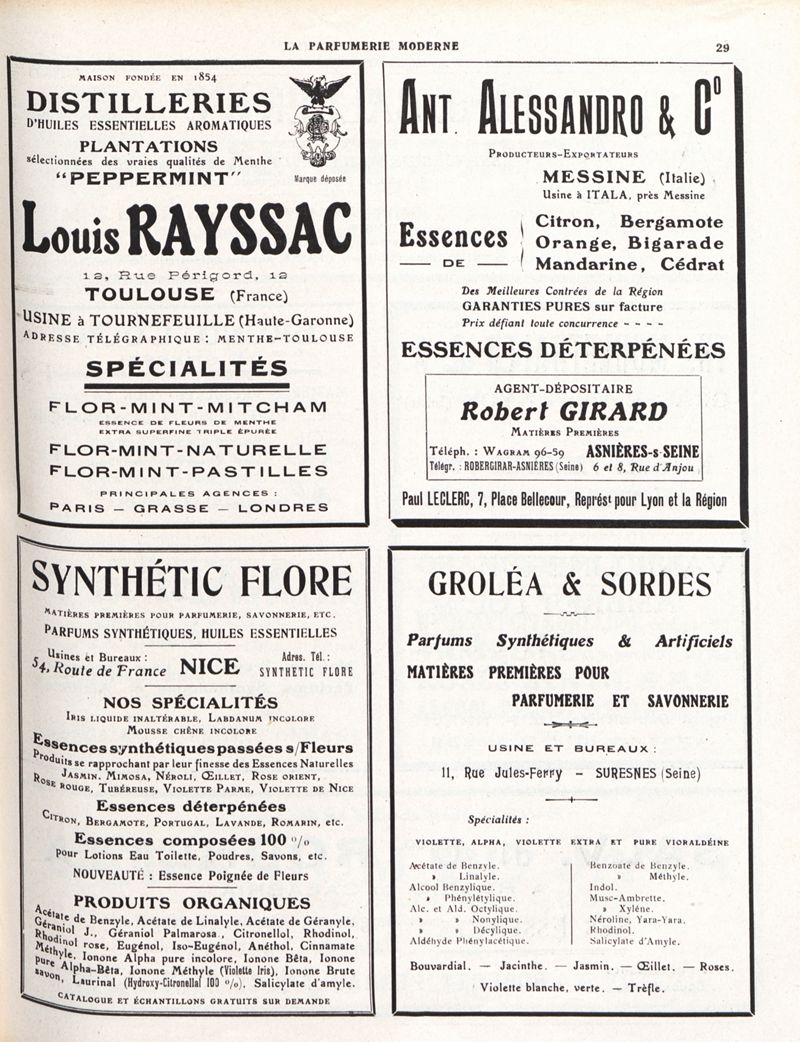 LA PARFUMERIE MODERNE
29
MAISON FONDÉE EN 1854
DISTILLERIES
D'HUILES ESSENTIELLES AROMATIQUES
PLANTATIONS
sélectionnées des vraies qualités de Menthe
"PEPPERMINT"
Marque déposée
Louis RAYSSAC
12, Rue Périgord, 12
TOULOUSE (France)
USINE à TOURNEFEUILLE (Haute-Garonne)
ADRESSE TÉLÉGRAPHIQUE : MENTHE-TOULOUSE
SPÉCIALITÉS
FLOR-MINT-MITCHAM
ESSENCE DE FLEURS DE MENTHE
EXTRA SUPERFINE TRIPLE ÉPURÉE
FLOR-MINT-NATURELLE
FLOR-MINT-PASTILLES
PRINCIPALES AGENCES :
PARIS — GRASSE — LONDRES
ANT. ALESSANDRO & Cº
PRODUCTEURS-EXPORTATEURS
MESSINE (Italie)
Usine à ITALA, près Messine
Essences
— DE —
Citron, Bergamote
Orange, Bigarade
Mandarine, Cédrat
Des Meilleures Contrées de la Région
GARANTIES PURES sur facture
Prix défiant toute concurrence - - - -
ESSENCES DÉTERPÉNÉES
AGENT-DÉPOSITAIRE
Robert GIRARD
MATIÈRES PREMIÈRES
Téléph. : WAGRAM 96-59 ASNIÈRES-s-SEINE
Télégr. : ROBERGIRAR-ASNIÈRES (Seine) 6 et 8, Rue d'Anjou
Paul LECLERC, 7, Place Bellecour, Représt pour Lyon et la Région
SYNTHÉTIC FLORE
MATIÈRES PREMIÈRES POUR PARFUMERIE, SAVONNERIE, ETC.
PARFUMS SYNTHÉTIQUES, HUILES ESSENTIELLES
Usines et Bureaux :
54, Route de France
NICE
Adres. Tél. :
SYNTHETIC FLORE
NOS SPÉCIALITÉS
IRIS LIQUIDE INALTÉRABLE, LABDANUM INCOLORE
MOUSSE CHÊNE INCOLORE
Essences synthétiques passées s/Fleurs
Produits se rapprochant par leur finesse des Essences Naturelles
JASMIN. MIMOSA, NÉROLI, ŒILLET, ROSE ORIENT,
ROSE ROUGE, TUBÉREUSE, VIOLETTE PARME, VIOLETTE DE NICE
Essences déterpénées
CITRON, BERGAMOTE, PORTUGAL, LAVANDE, ROMARIN, etc.
Essences composées 100 %
Pour Lotions Eau Toilette, Poudres, Savons, etc.
NOUVEAUTÉ : Essence Poignée de Fleurs
PRODUITS ORGANIQUES
Acétate de Benzyle, Acétate de Linalyle, Acétate de Géranyle,
Géraniol J., Géraniol Palmarosa., Citronellol, Rhodinol,
Rhodinol rose, Eugénol, Iso-Eugénol, Anéthol, Cinnamate
Méthyle, Ionone Alpha pure incolore, Ionone Bêta, Ionone
pure Alpha-Bêta, Ionone Méthyle (Violette Iris), Ionone Brute
savon, Laurinal (Hydroxy-Citronellal 100 %), Salicylate d'amyle.
CATALOGUE ET ÉCHANTILLONS GRATUITS SUR DEMANDE
GROLÉA & SORDES
Parfums Synthétiques & Artificiels
MATIÈRES PREMIÈRES POUR
PARFUMERIE ET SAVONNERIE
USINE ET BUREAUX :
11, Rue Jules-Ferry — SURESNES (Seine)
Spécialités :
VIOLETTE, ALPHA, VIOLETTE EXTRA ET PURE VIORALDÉINE
Acétate de Benzyle.
» Linalyle.
Alcool Benzylique.
» Phénylétylique.
Alc. et Ald. Octylique.
» » Nonylique.
» » Décylique.
Aldéhyde Phénylacétique.
Benzoate de Benzyle.
» Méthyle.
Indol.
Musc-Ambrette.
» Xylène.
Néroline, Yara-Yara.
Rhodinol.
Salicylate d'Amyle.
Bouvardial. — Jacinthe. — Jasmin. — Œillet. — Roses.
Violette blanche, verte. — Trèfle.